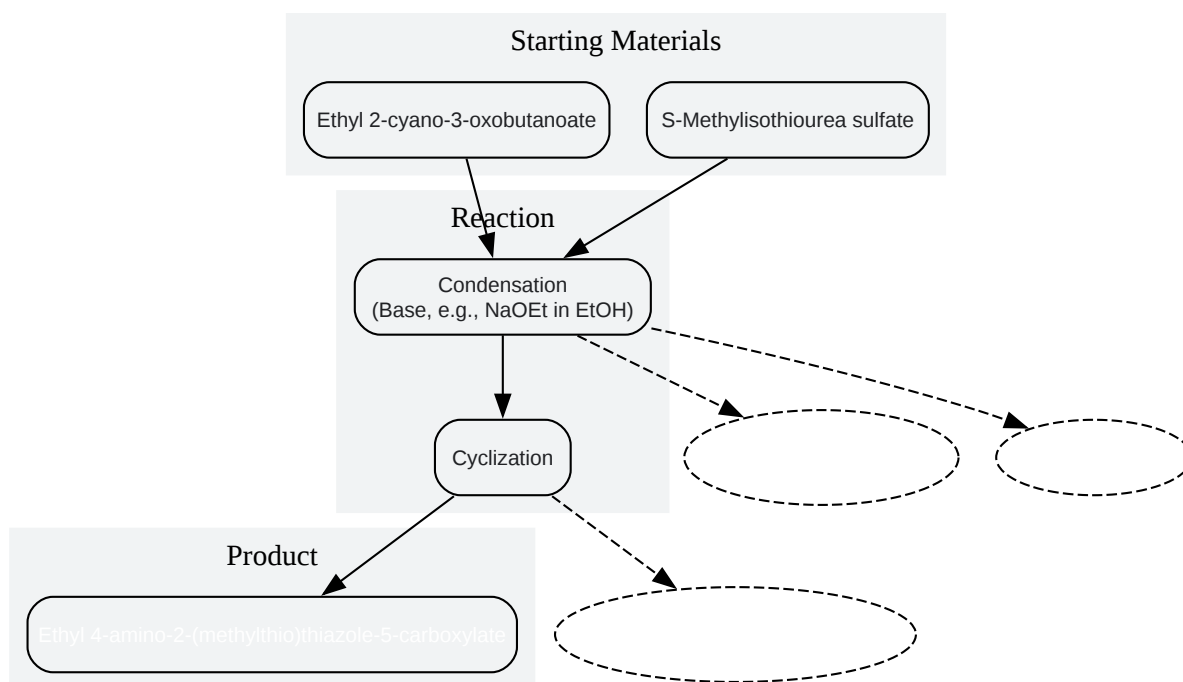 Starting Materials
Ethyl 2-cyano-3-oxobutanoate
S-Methylisothiourea sulfate
Reaction
Condensation
(Base, e.g., NaOEt in EtOH)
Cyclization
Product
Ethyl 4-amino-2-(methylthio)thiazole-5-carboxylate